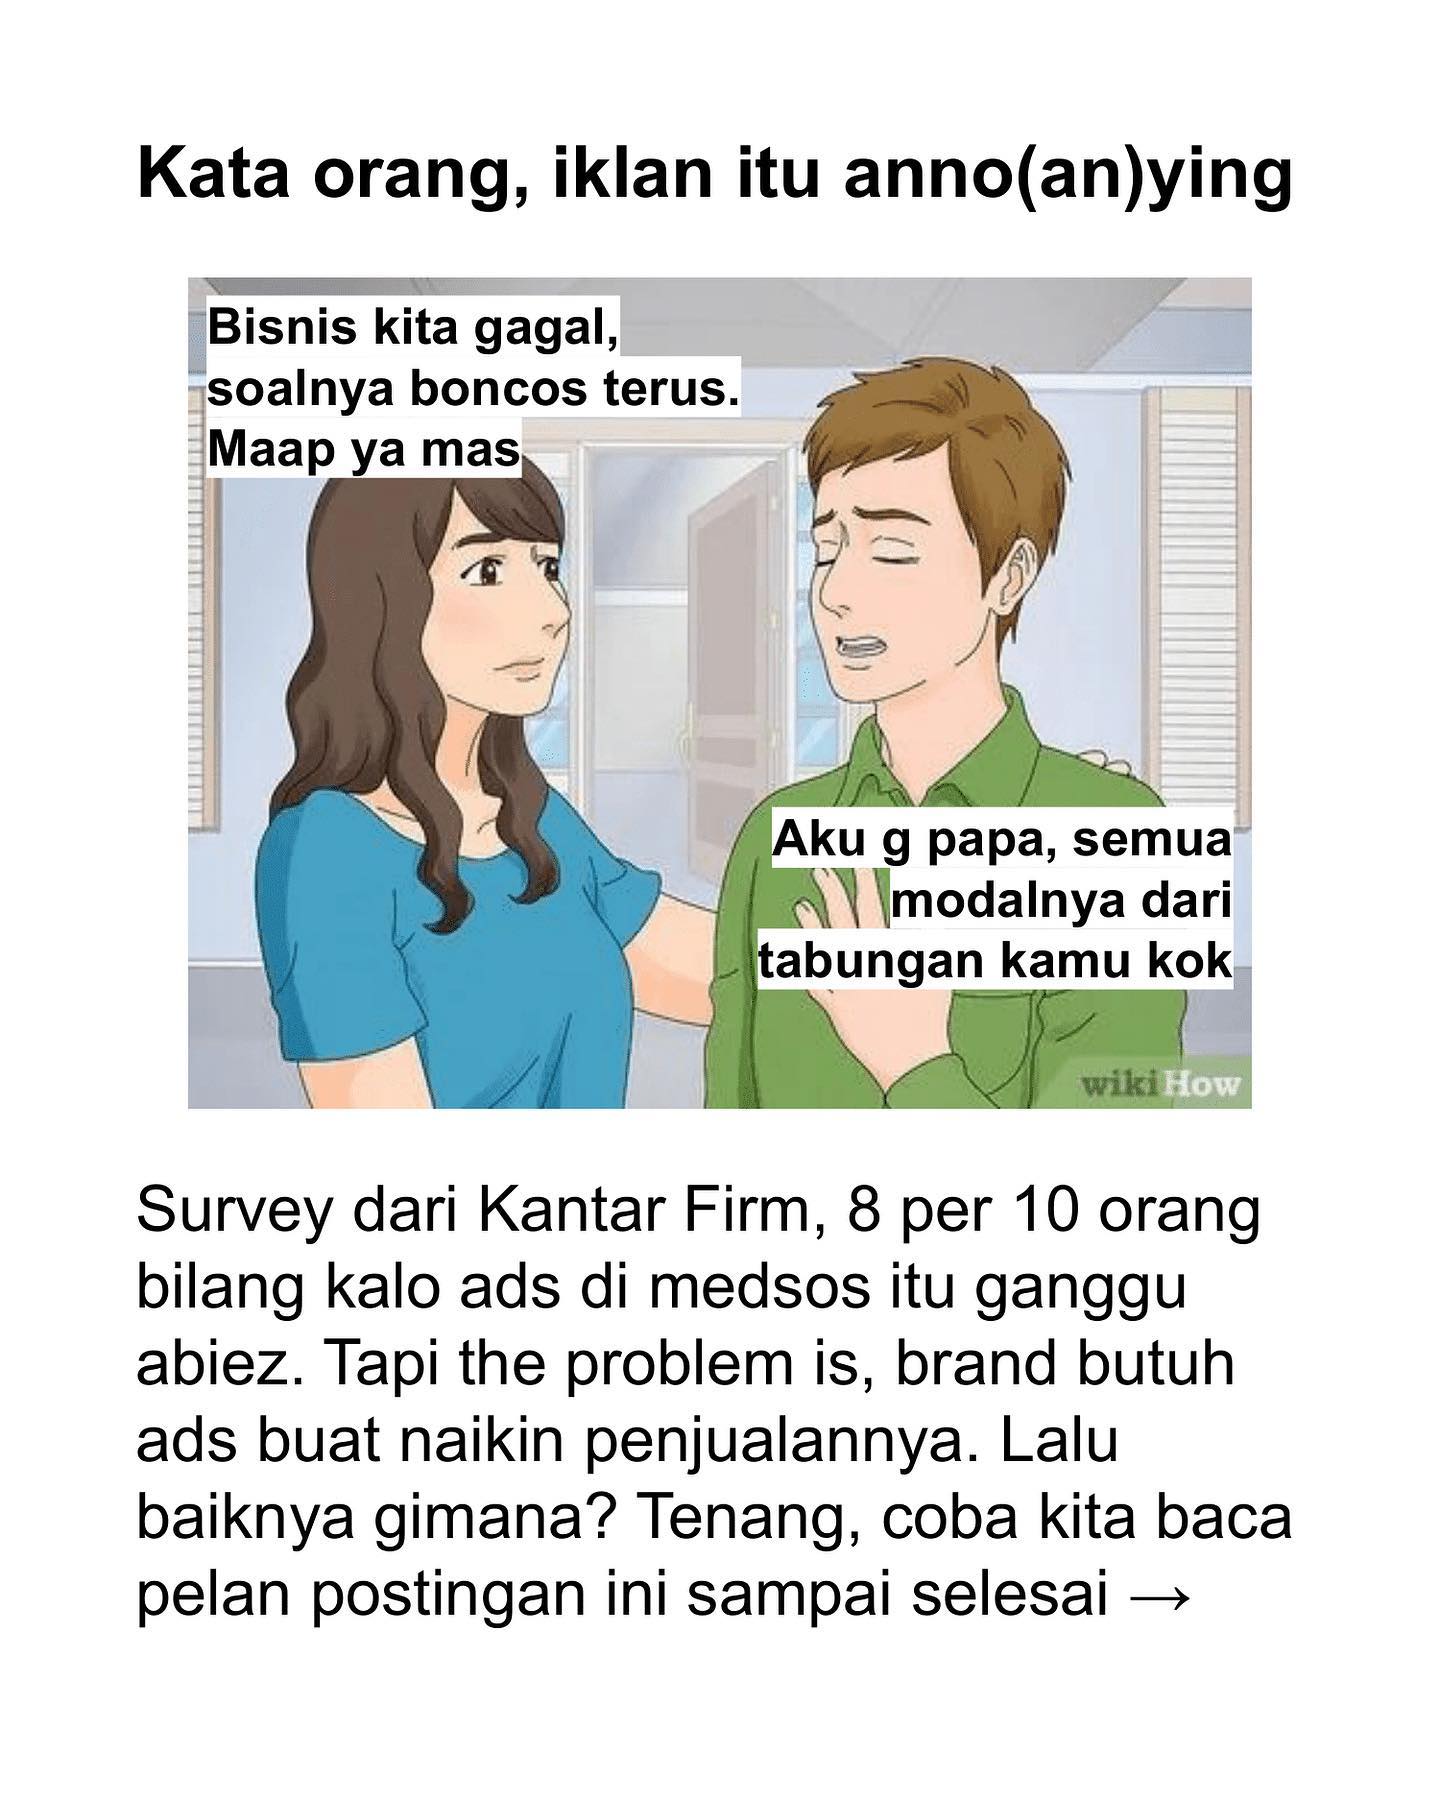 Kata orang, iklan itu anno(an)ying
Bisnis kita gagal,
soalnya boncos terus.
Maap ya mas
Aku g papa, semua
modalnya dari
tabungan kamu kok
wikiHow
Survey dari Kantar Firm, 8 per 10 orang
bilang kalo ads di medsos itu ganggu
abiez. Tapi the problem is, brand butuh
ads buat naikin penjualannya. Lalu
baiknya gimana? Tenang, coba kita baca
pelan postingan ini sampai selesai →